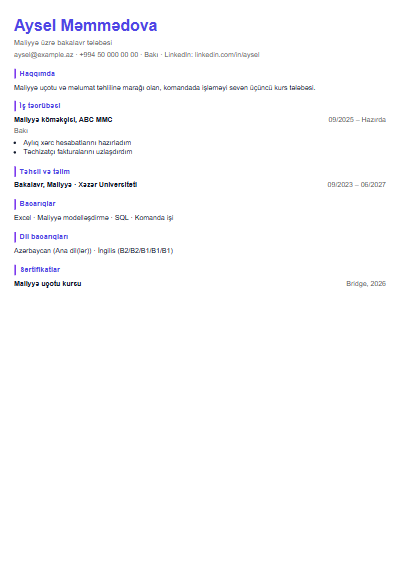 Aysel Məmmədova
Maliyyə üzrə bakalavr tələbəsi
aysel@example.az · +994 50 000 00 00 · Bakı · LinkedIn: linkedin.com/in/aysel
Haqqımda
Maliyyə uçotu və məlumat təhlilinə marağı olan, komandada işləməyi sevən üçüncü kurs tələbəsi.
İş təcrübəsi
Maliyyə köməkçisi, ABC MMC 09/2025 – Hazırda
Bakı
• Aylıq xərc hesabatlarını hazırladım
• Təchizatçı fakturalarını uzlaşdırdım
Təhsil və təlim
Bakalavr, Maliyyə · Xəzər Universiteti 09/2023 – 06/2027
Bacarıqlar
Excel · Maliyyə modelləşdirmə · SQL · Komanda işi
Dil bacarıqları
Azərbaycan (Ana dil(lər)) · İngilis (B2/B2/B1/B1/B1)
Sertifikatlar
Maliyyə uçotu kursu Bridge, 2026